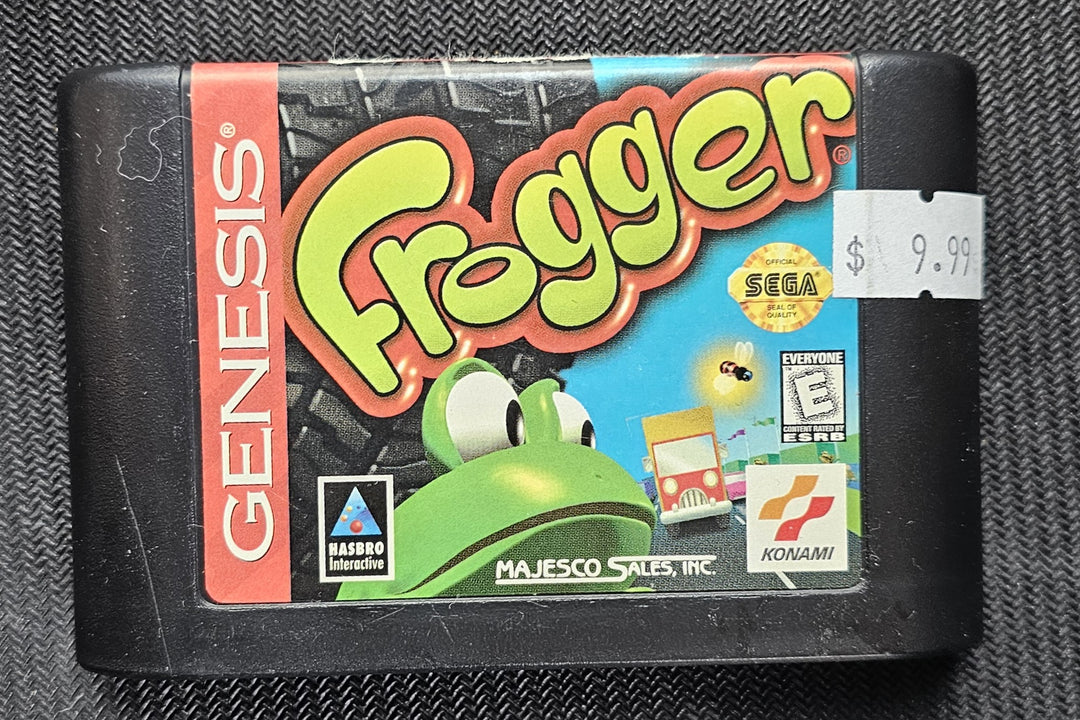 GENESIS®
Frogger®
$ 9.99
OFFICIAL
SEGA®
SEAL OF
QUALITY
EVERYONE
™
E
CONTENT RATED BY
ESRB
HASBRO
Interactive
MAJESCO SALES, INC.
KONAMI